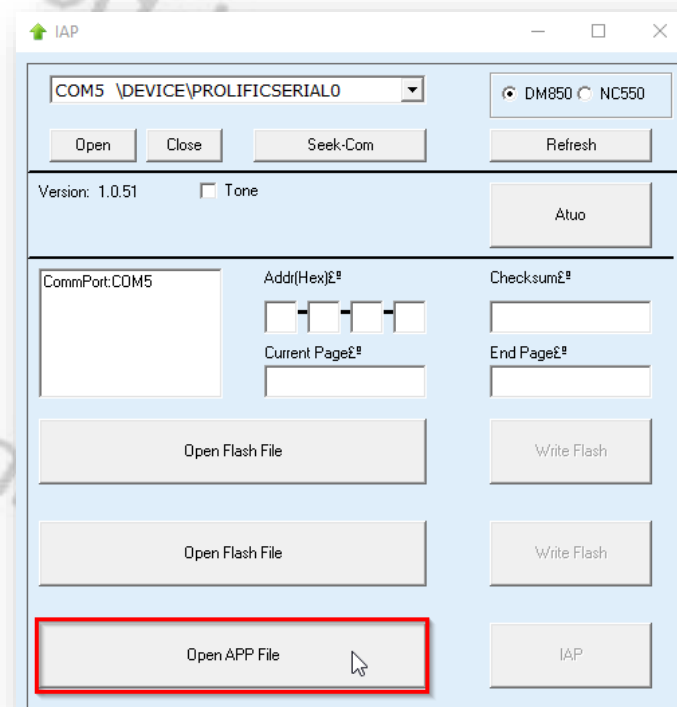 IAP
COM5 \DEVICE\PROLIFICSERIAL0
DM850 NC550
Open Close Seek-Com Refresh
Version: 1.0.51 Tone
Atuo
CommPort:COM5
Addr(Hex)£º
Checksum£º
Current Page£º
End Page£º
Open Flash File Write Flash
Open Flash File Write Flash
Open APP File IAP